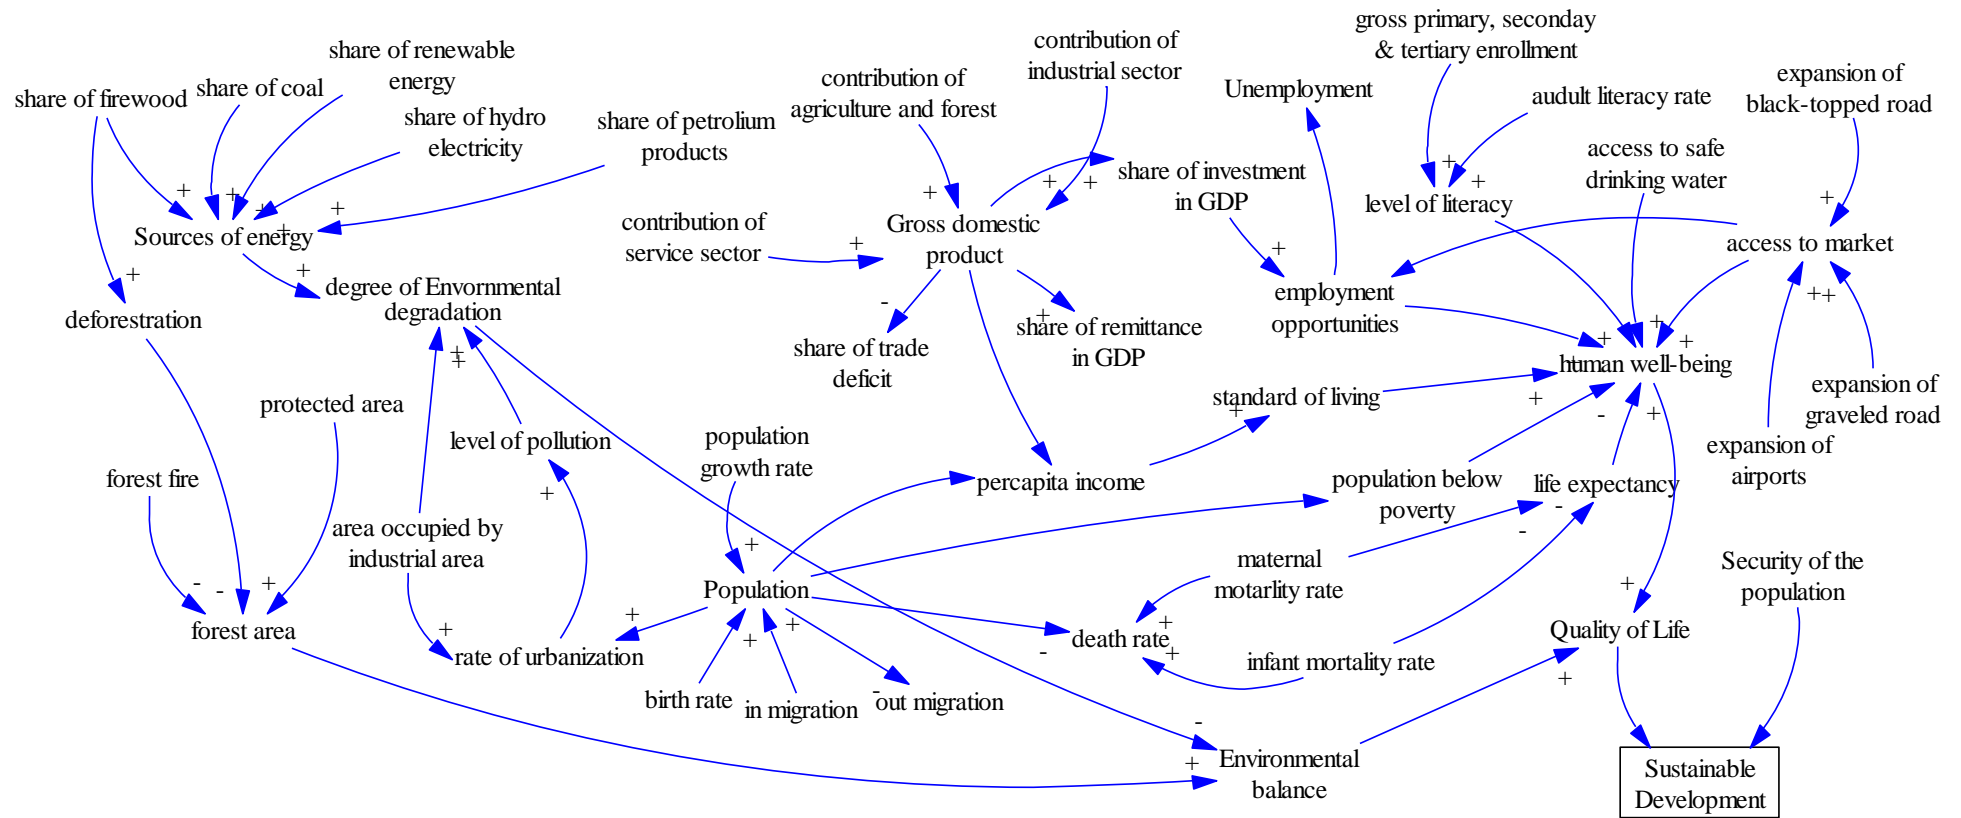 share of firewood
share of coal
share of renewable
energy
share of hydro
electricity
share of petrolium
products
contribution of
agriculture and forest
contribution of
industrial sector
Unemployment
gross primary, seconday
& tertiary enrollment
audult literacy rate
expansion of
black-topped road
access to safe
drinking water
share of investment
in GDP
level of literacy
contribution of
service sector
Gross domestic
product
Sources of energy
access to market
degree of Envornmental
degradation
deforestration
employment
opportunities
share of trade
deficit
share of remittance
in GDP
human well-being
standard of living
expansion of
graveled road
expansion of
airports
protected area
level of pollution
population
growth rate
forest fire
percapita income
population below
poverty
life expectancy
area occupied by
industrial area
maternal
motarlity rate
Security of the
population
Population
forest area
rate of urbanization
death rate
infant mortality rate
Quality of Life
birth rate
in migration
out migration
Environmental
balance
Sustainable
Development